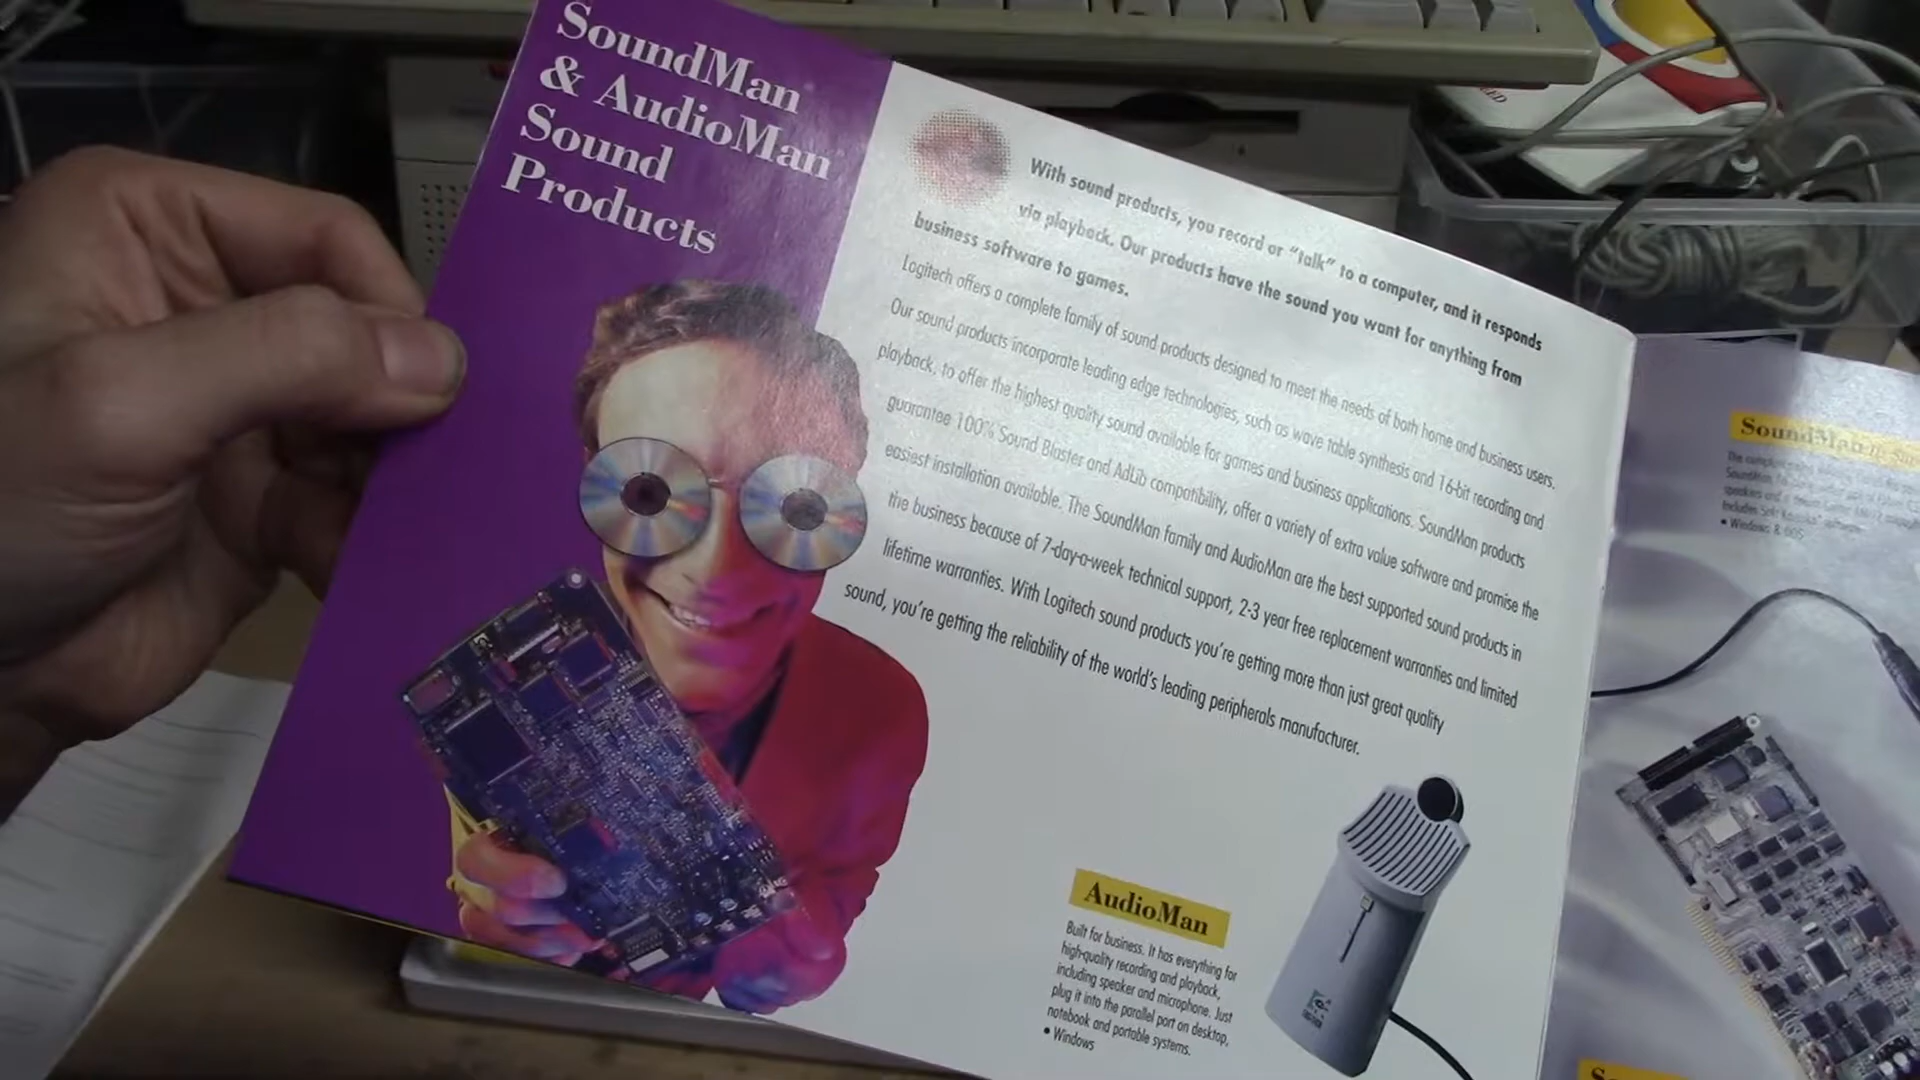 SoundMan
& AudioMan
Sound
Products
With sound products, you record or "talk" to a computer, and it responds
via playback. Our products have the sound you want for anything from
business software to games.
Logitech offers a complete family of sound products designed to meet the needs of both home and business users.
Our sound products incorporate leading edge technologies, such as wave table synthesis and 16-bit recording and
playback, to offer the highest quality sound available for games and business applications. SoundMan products
guarantee 100% Sound Blaster and AdLib compatibility, offer a variety of extra value software and promise the
easiest installation available. The SoundMan family and AudioMan are the best supported sound products in
the business because of 7-day-a-week technical support, 2-3 year free replacement warranties and limited
lifetime warranties. With Logitech sound products you're getting more than just great quality
sound, you're getting the reliability of the world's leading peripherals manufacturer.
AudioMan
Built for business. It has everything for
high-quality recording and playback,
including speaker and microphone. Just
plug it into the parallel port on desktop,
notebook and portable systems.
• Windows
SoundMan
• Windows & DOS